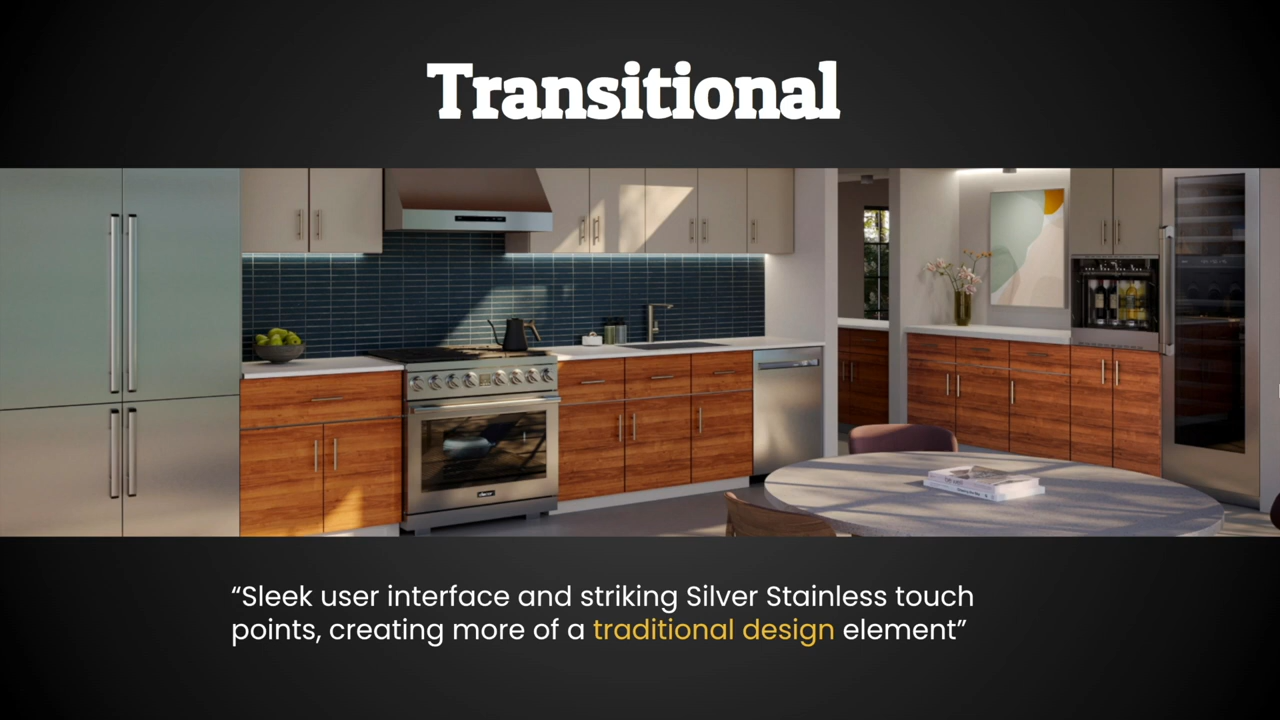 Transitional
“Sleek user interface and striking Silver Stainless touch
points, creating more of a traditional design element”